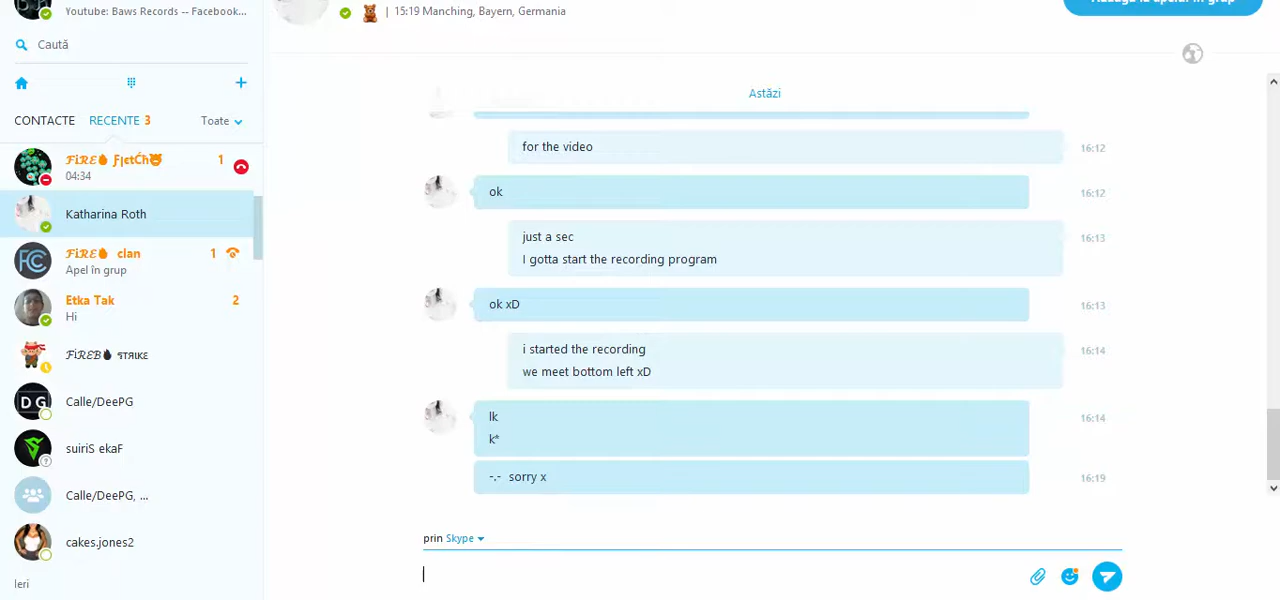 Youtube: Baws Records -- Facebook...
Caută
CONTACTE RECENTE 3 Toate
1
04:34
Katharina Roth
FC
clan 1
Apel în grup
Etka Tak 2
Hi
DG
Calle/DeePG
suiriS ekaF
Calle/DeePG, ...
cakes.jones2
Ieri
| 15:19 Manching, Bayern, Germania
Astăzi
for the video 16:12
ok 16:12
just a sec 16:13
I gotta start the recording program
ok xD 16:13
i started the recording 16:14
we meet bottom left xD
lk 16:14
k*
-.- sorry x 16:19
prin Skype